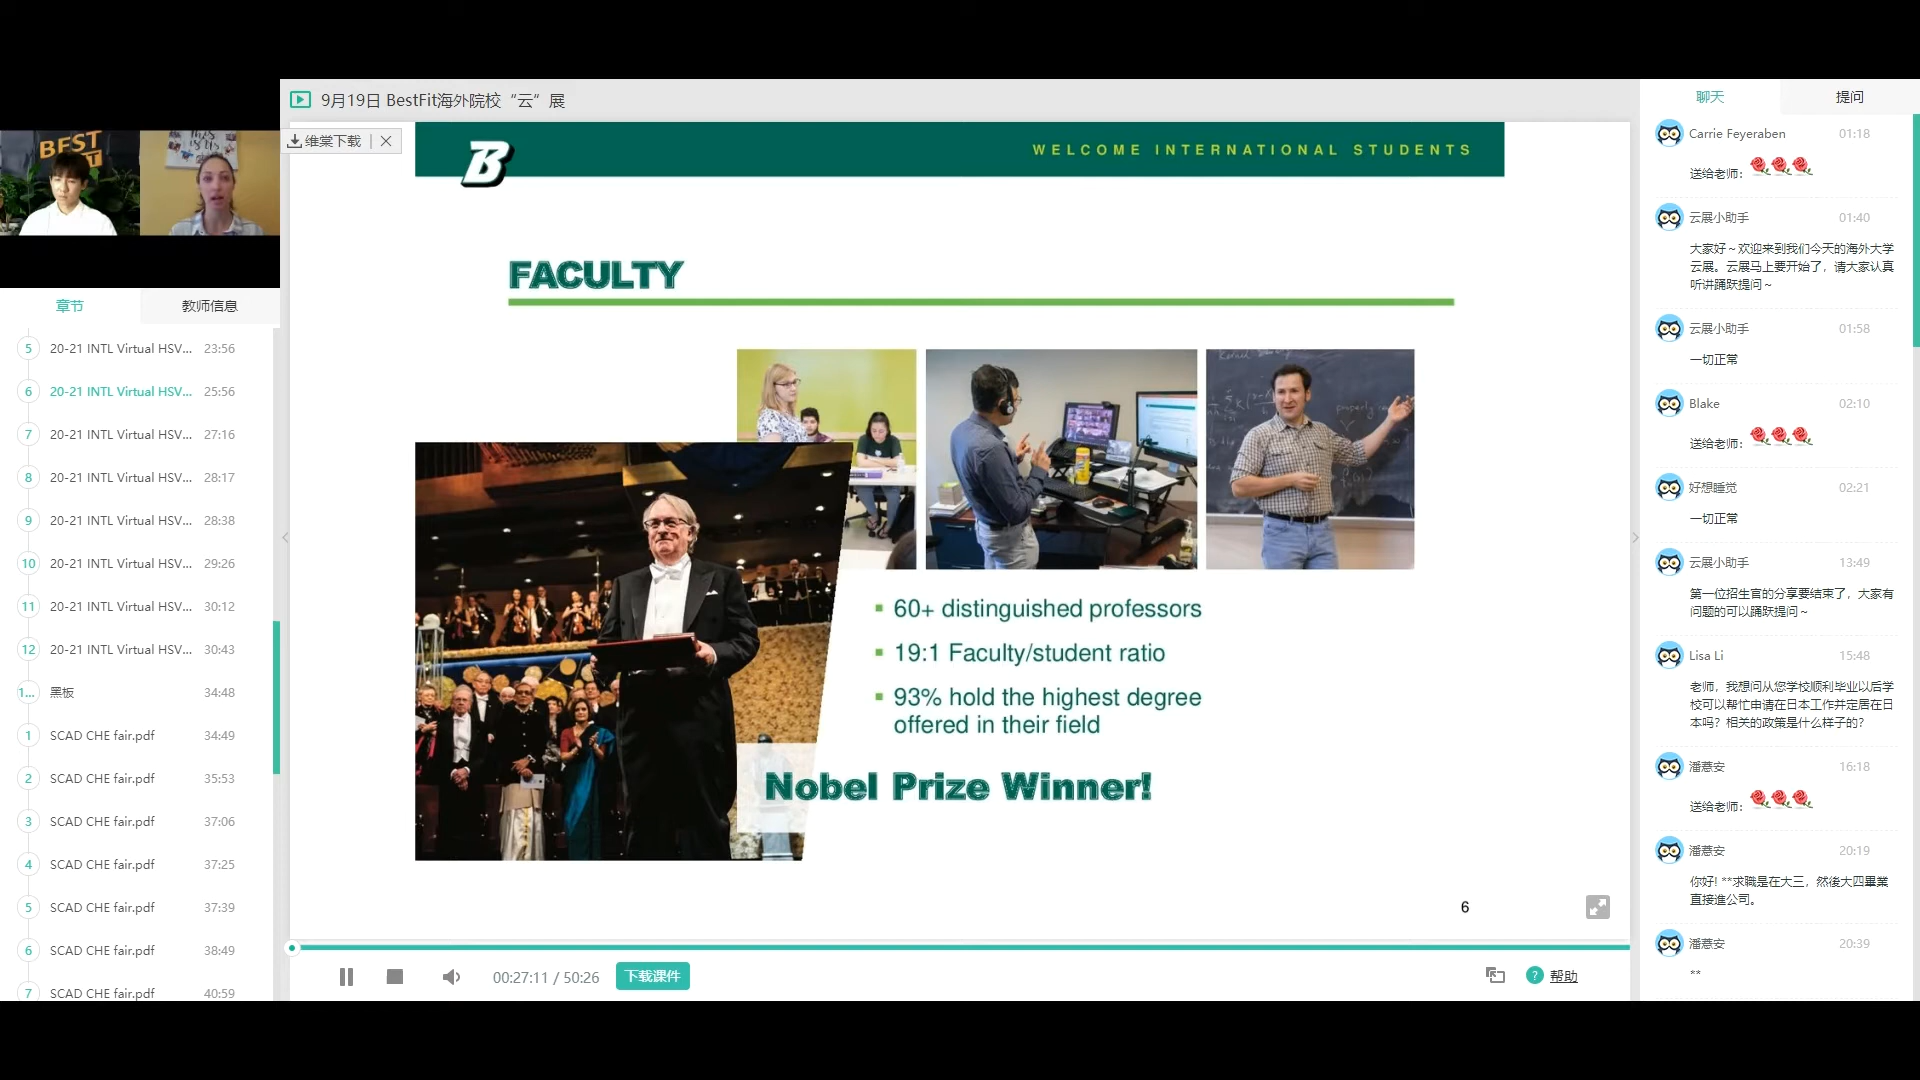 9月19日 BestFit海外院校“云”展
维棠下载
BEST
章节
教师信息
5 20-21 INTL Virtual HSV... 23:56
6 20-21 INTL Virtual HSV... 25:56
7 20-21 INTL Virtual HSV... 27:16
8 20-21 INTL Virtual HSV... 28:17
9 20-21 INTL Virtual HSV... 28:38
10 20-21 INTL Virtual HSV... 29:26
11 20-21 INTL Virtual HSV... 30:12
12 20-21 INTL Virtual HSV... 30:43
1... 黑板 34:48
1 SCAD CHE fair.pdf 34:49
2 SCAD CHE fair.pdf 35:53
3 SCAD CHE fair.pdf 37:06
4 SCAD CHE fair.pdf 37:25
5 SCAD CHE fair.pdf 37:39
6 SCAD CHE fair.pdf 38:49
7 SCAD CHE fair.pdf 40:59
B
WELCOME INTERNATIONAL STUDENTS
FACULTY
60+ distinguished professors
19:1 Faculty/student ratio
93% hold the highest degree
offered in their field
Nobel Prize Winner!
6
00:27:11 / 50:26
下载课件
? 帮助
聊天
提问
Carrie Feyeraben 01:18
送给老师:
云展小助手 01:40
大家好～欢迎来到我们今天的海外大学
云展。云展马上要开始了，请大家认真
听讲踊跃提问～
云展小助手 01:58
一切正常
Blake 02:10
送给老师:
好想睡觉 02:21
一切正常
云展小助手 13:49
第一位招生官的分享要结束了，大家有
问题的可以踊跃提问～
Lisa Li 15:48
老师，我想问从您学校顺利毕业以后学
校可以帮忙申请在日本工作并定居在日
本吗？相关的政策是什么样子的？
潘薏安 16:18
送给老师:
潘薏安 20:19
你好! **求職是在大三，然後大四畢業
直接進公司。
潘薏安 20:39
**